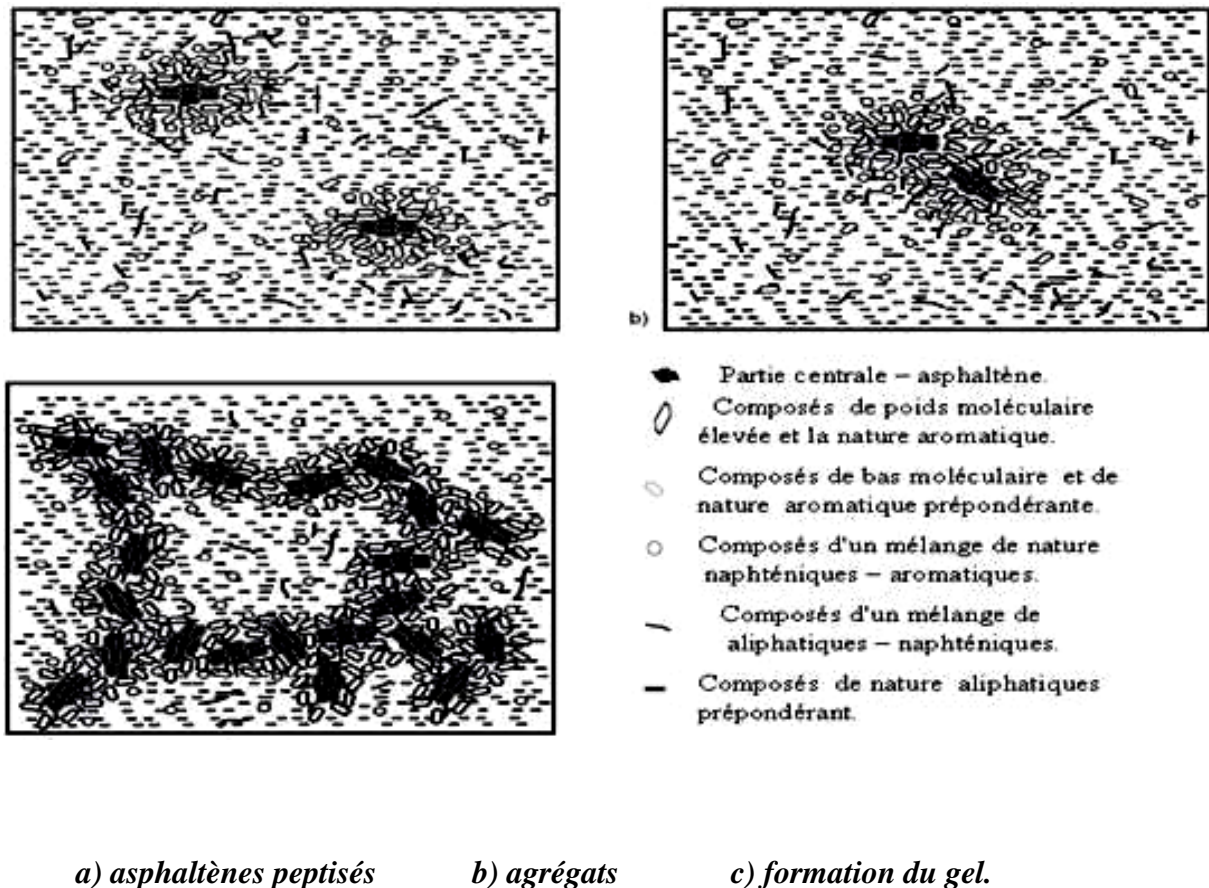 b)
Partie centrale – asphaltène.
Composés de poids moléculaire
élevée et la nature aromatique.
Composés de bas moléculaire et de
nature aromatique prépondérante.
Composés d'un mélange de nature
naphténiques – aromatiques.
Composés d'un mélange de
aliphatiques – naphténiques.
Composés de nature aliphatiques
prépondérant.
a) asphaltènes peptisés b) agrégats c) formation du gel.